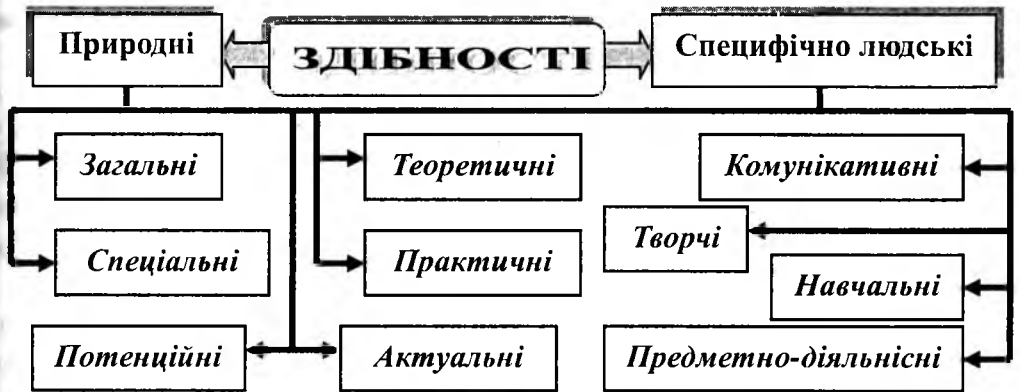 Природні
ЗДІБНОСТІ
Специфічно людські
Загальні
Теоретичні
Комунікативні
Творчі
Спеціальні
Практичні
Навчальні
Потенційні
Актуальні
Предметно-діяльнісні